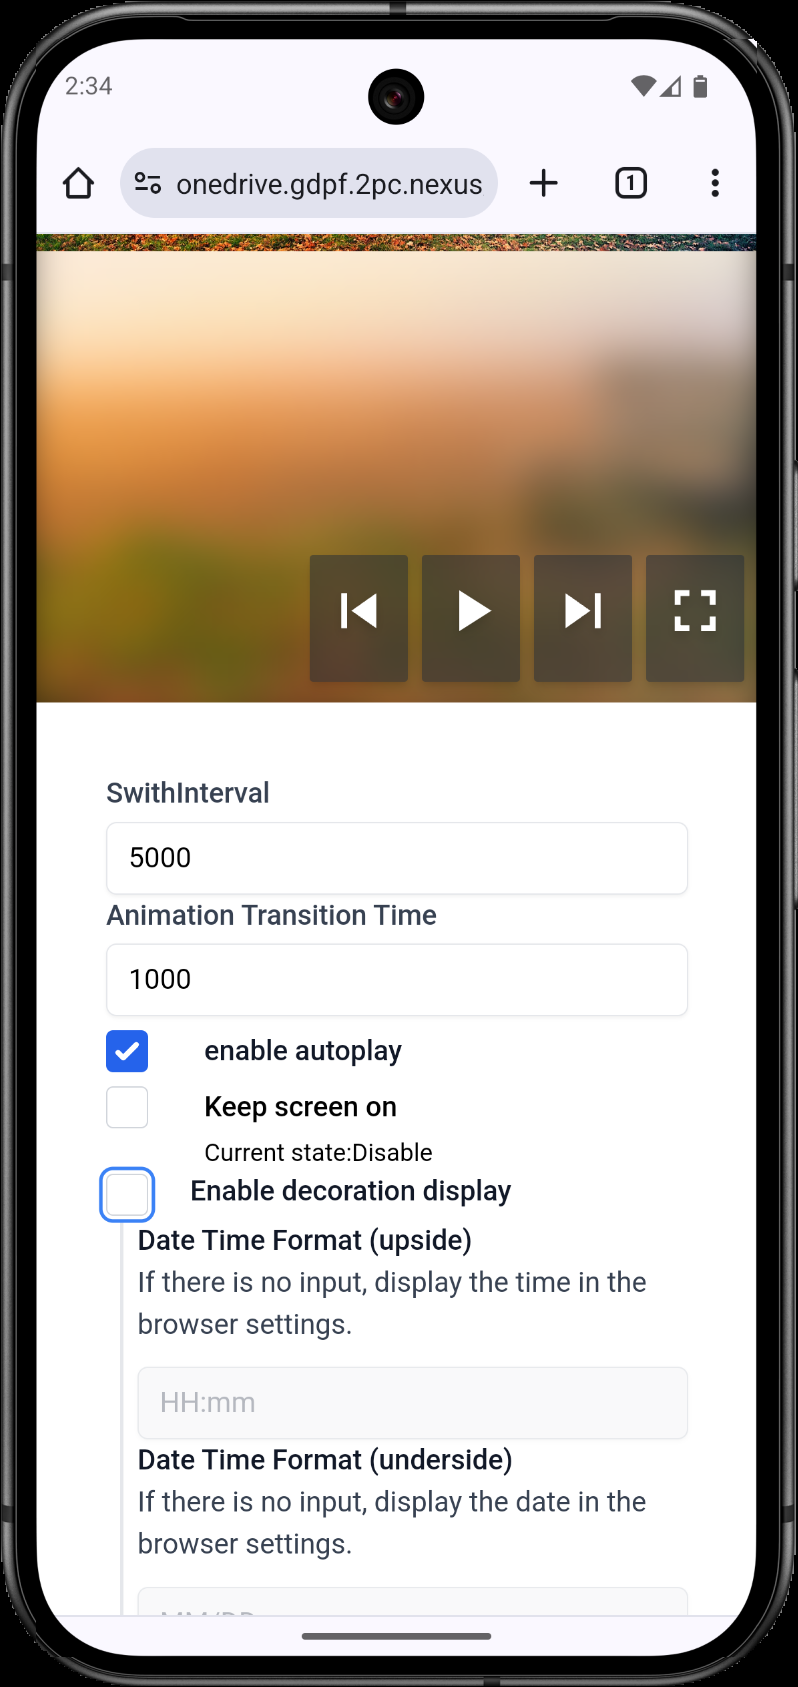 2:34
onedrive.gdpf.2pc.nexus
1
SwithInterval
5000
Animation Transition Time
1000
enable autoplay
Keep screen on
Current state:Disable
Enable decoration display
Date Time Format (upside)
If there is no input, display the time in the
browser settings.
HH:mm
Date Time Format (underside)
If there is no input, display the date in the
browser settings.